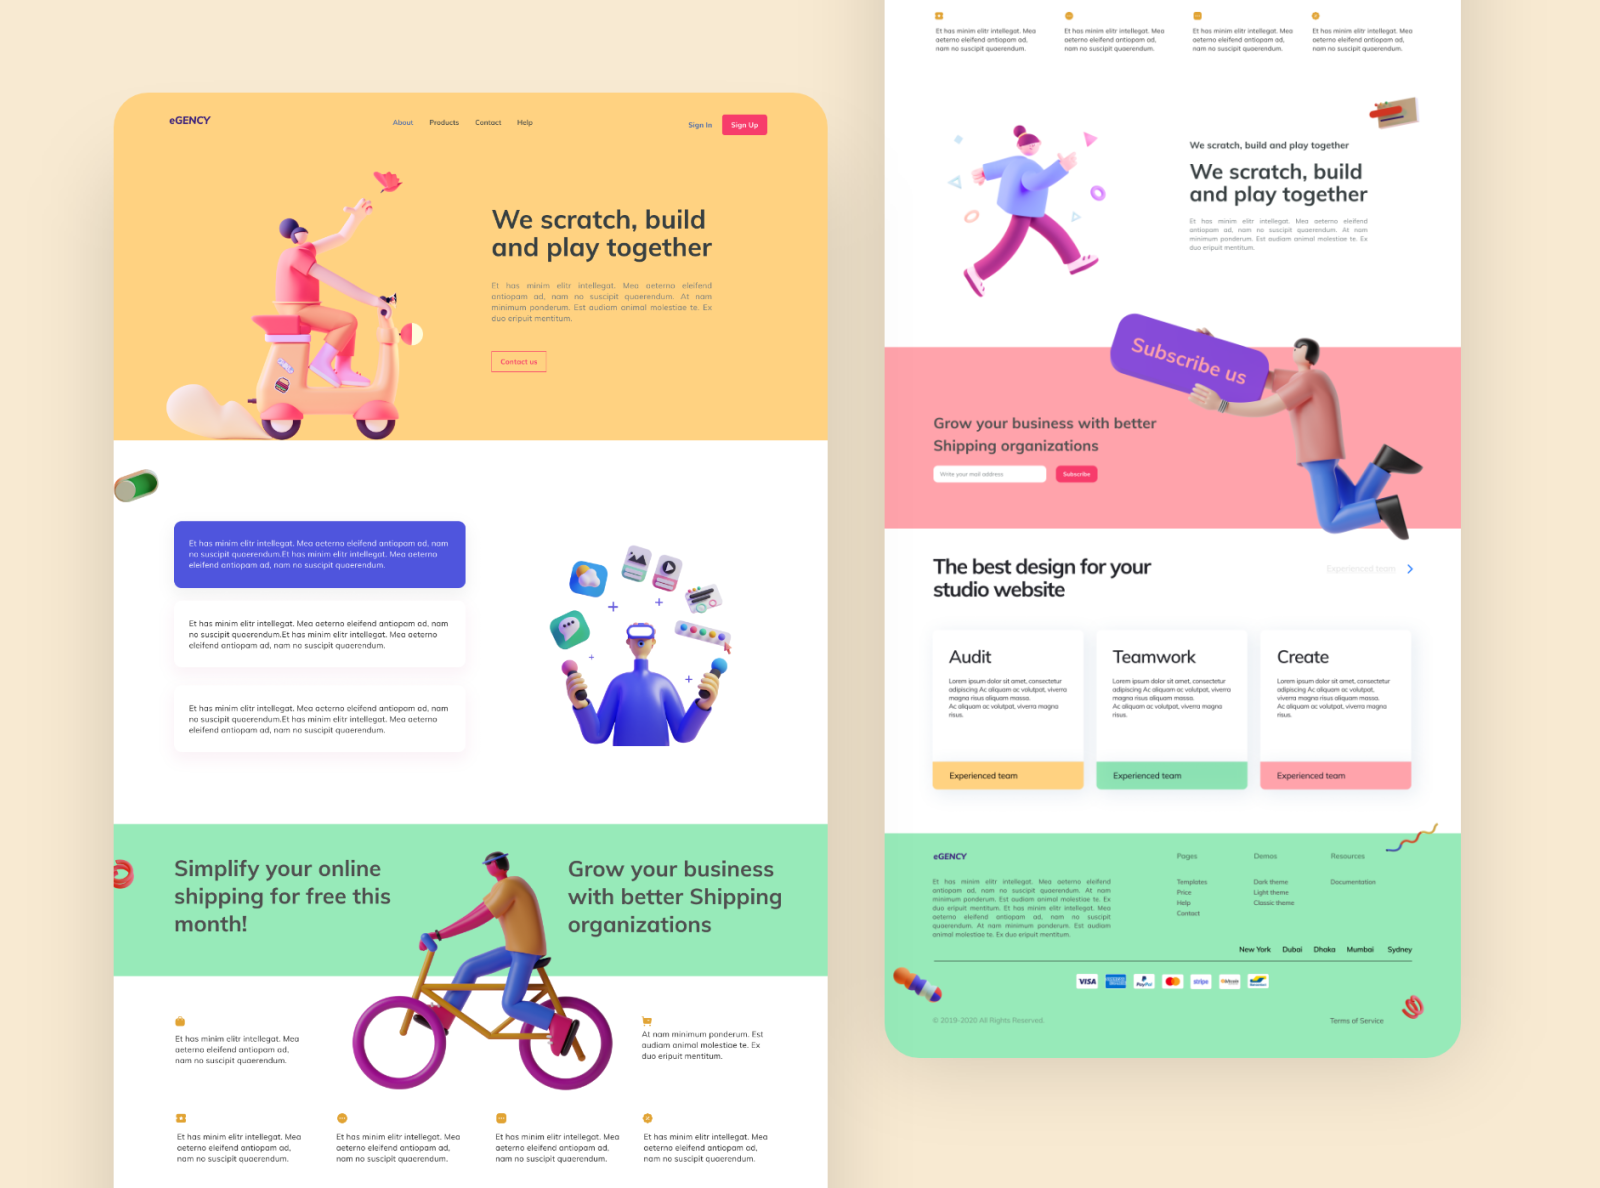 eGENCY
About Products Contact Help
Sign In Sign Up
We scratch, build
and play together
Et has minim elitr intellegat. Mea aeterno eleifend
antiopam ad, nam no suscipit quaerendum. At nam
minimum ponderum. Est audiam animal molestiae te. Ex
duo eripuit mentitum.
Contact us
Et has minim elitr intellegat. Mea aeterno eleifend antiopam ad, nam
no suscipit quaerendum.Et has minim elitr intellegat. Mea aeterno
eleifend antiopam ad, nam no suscipit quaerendum.
Et has minim elitr intellegat. Mea aeterno eleifend antiopam ad, nam
no suscipit quaerendum.Et has minim elitr intellegat. Mea aeterno
eleifend antiopam ad, nam no suscipit quaerendum.
Et has minim elitr intellegat. Mea aeterno eleifend antiopam ad, nam
no suscipit quaerendum.Et has minim elitr intellegat. Mea aeterno
eleifend antiopam ad, nam no suscipit quaerendum.
Simplify your online
shipping for free this
month!
Grow your business
with better Shipping
organizations
Et has minim elitr intellegat. Mea
aeterno eleifend antiopam ad,
nam no suscipit quaerendum.
At nam minimum ponderum. Est
audiam animal molestiae te. Ex
duo eripuit mentitum.
Et has minim elitr intellegat. Mea
aeterno eleifend antiopam ad,
nam no suscipit quaerendum.
Et has minim elitr intellegat. Mea
aeterno eleifend antiopam ad,
nam no suscipit quaerendum.
Et has minim elitr intellegat. Mea
aeterno eleifend antiopam ad,
nam no suscipit quaerendum.
Et has minim elitr intellegat. Mea
aeterno eleifend antiopam ad,
nam no suscipit quaerendum.
Et has minim elitr intellegat. Mea
aeterno eleifend antiopam ad,
nam no suscipit quaerendum.
Et has minim elitr intellegat. Mea
aeterno eleifend antiopam ad,
nam no suscipit quaerendum.
Et has minim elitr intellegat. Mea
aeterno eleifend antiopam ad,
nam no suscipit quaerendum.
Et has minim elitr intellegat. Mea
aeterno eleifend antiopam ad,
nam no suscipit quaerendum.
We scratch, build and play together
We scratch, build
and play together
Et has minim elitr intellegat. Mea aeterno eleifend
antiopam ad, nam no suscipit quaerendum. At nam
minimum ponderum. Est audiam animal molestiae te. Ex
duo eripuit mentitum.
Subscribe us
Grow your business with better
Shipping organizations
Write your mail address
Subscribe
The best design for your
studio website
Experienced team
Audit
Lorem ipsum dolor sit amet, consectetur
adipiscing Ac aliquam ac volutpat, viverra
magna risus aliquam massa.
Ac aliquam ac volutpat, viverra magna
risus.
Experienced team
Teamwork
Lorem ipsum dolor sit amet, consectetur
adipiscing Ac aliquam ac volutpat, viverra
magna risus aliquam massa.
Ac aliquam ac volutpat, viverra magna
risus.
Experienced team
Create
Lorem ipsum dolor sit amet, consectetur
adipiscing Ac aliquam ac volutpat,
viverra magna risus aliquam massa.
Ac aliquam ac volutpat, viverra magna
risus.
Experienced team
eGENCY
Et has minim elitr intellegat. Mea aeterno eleifend
antiopam ad, nam no suscipit quaerendum. At nam
minimum ponderum. Est audiam animal molestiae te. Ex
duo eripuit mentitum. Et has minim elitr intellegat. Mea
aeterno eleifend antiopam ad, nam no suscipit
quaerendum. At nam minimum ponderum. Est audiam
animal molestiae te. Ex duo eripuit mentitum.
Pages
Templates
Price
Help
Contact
Demos
Dark theme
Light theme
Classic theme
Resources
Documentation
New York Dubai Dhaka Mumbai Sydney
VISA
PayPal
stripe
© 2019-2020 All Rights Reserved.
Terms of Service